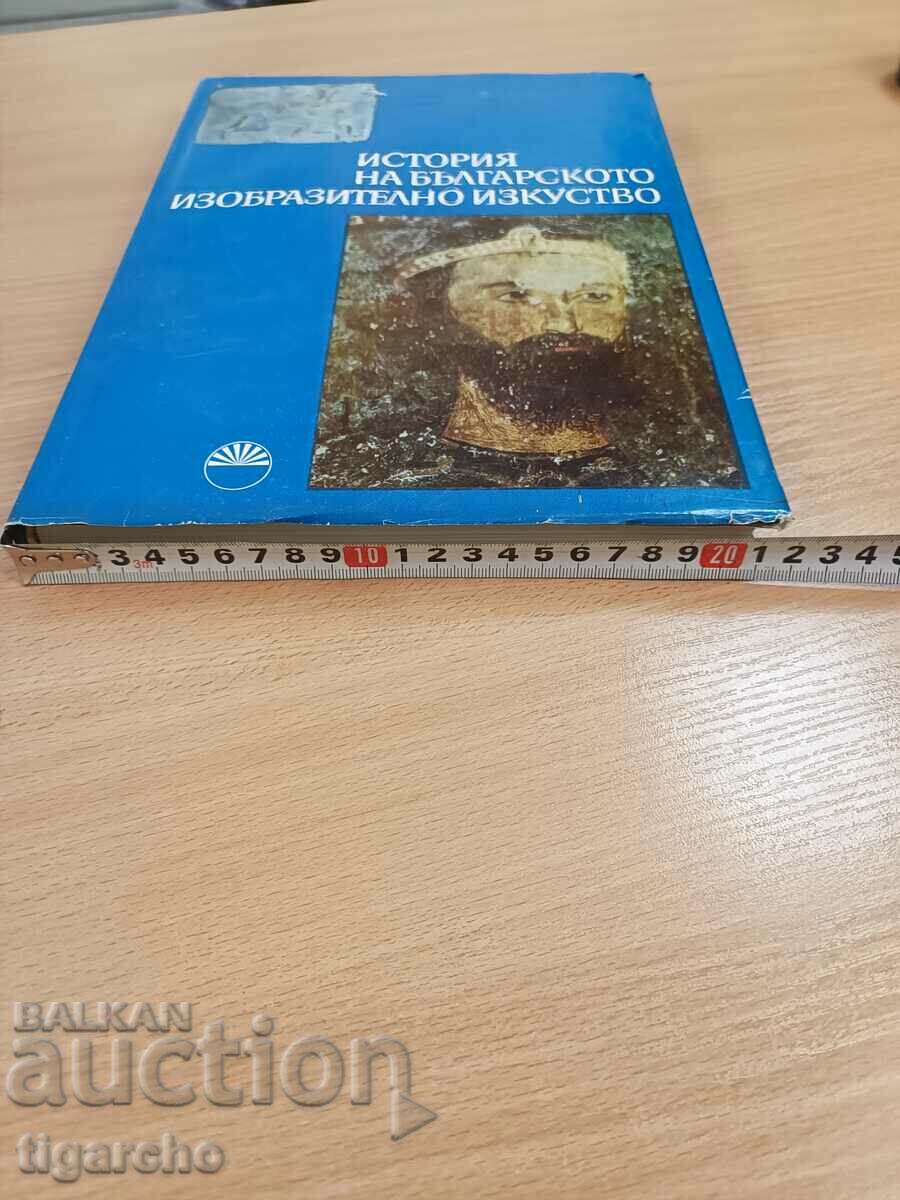 ИСТОРИЯ
НА БЪЛГАРСКОТО
ИЗОБРАЗИТЕЛНО ИЗКУСТВО
3 4 5 6 7 8 9 10 1 2 3 4 5 6 7 8 9 20 1 2 3 4 5
3m
BALKAN
auction
tigarcho